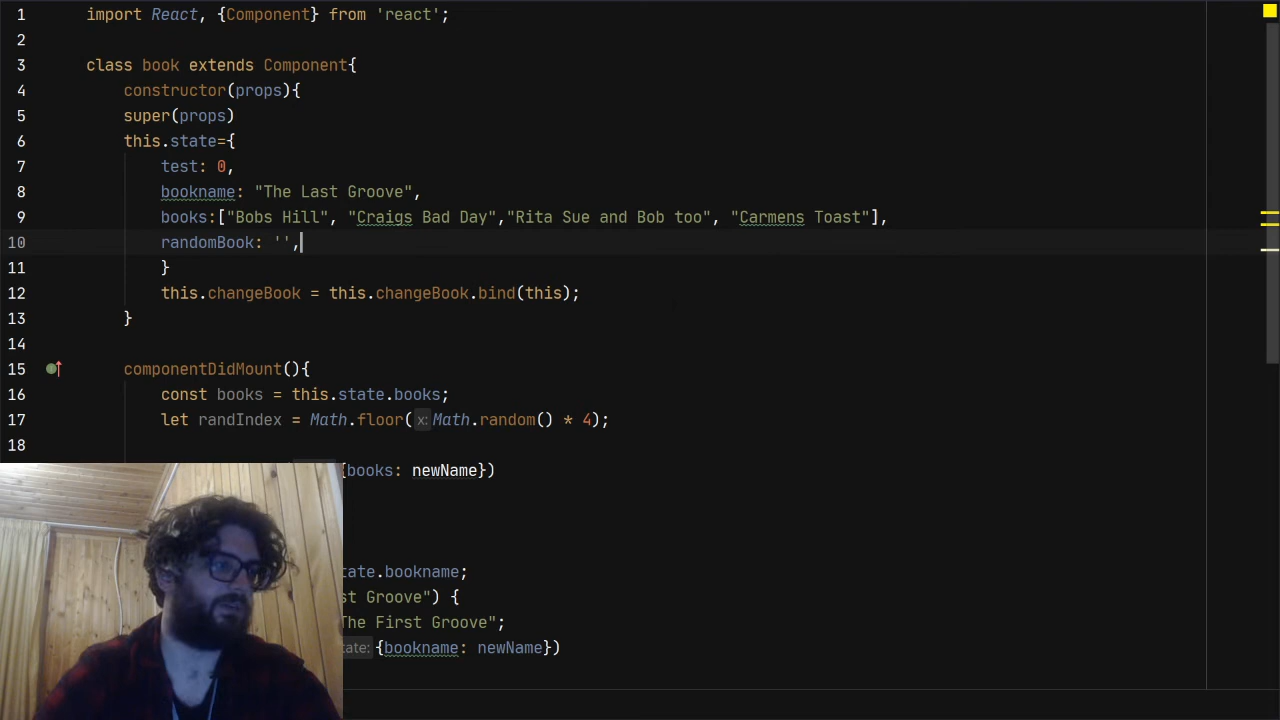 1 import React, {Component} from 'react';
2
3 class book extends Component{
4 constructor(props){
5 super(props)
6 this.state={
7 test: 0,
8 bookname: "The Last Groove",
9 books:["Bobs Hill", "Craigs Bad Day","Rita Sue and Bob too", "Carmens Toast"],
10 randomBook: '',
11 }
12 this.changeBook = this.changeBook.bind(this);
13 }
14
15 componentDidMount(){
16 const books = this.state.books;
17 let randIndex = Math.floor( x: Math.random() * 4);
18
{books: newName})
tate.bookname;
st Groove") {
The First Groove";
tate: {bookname: newName})